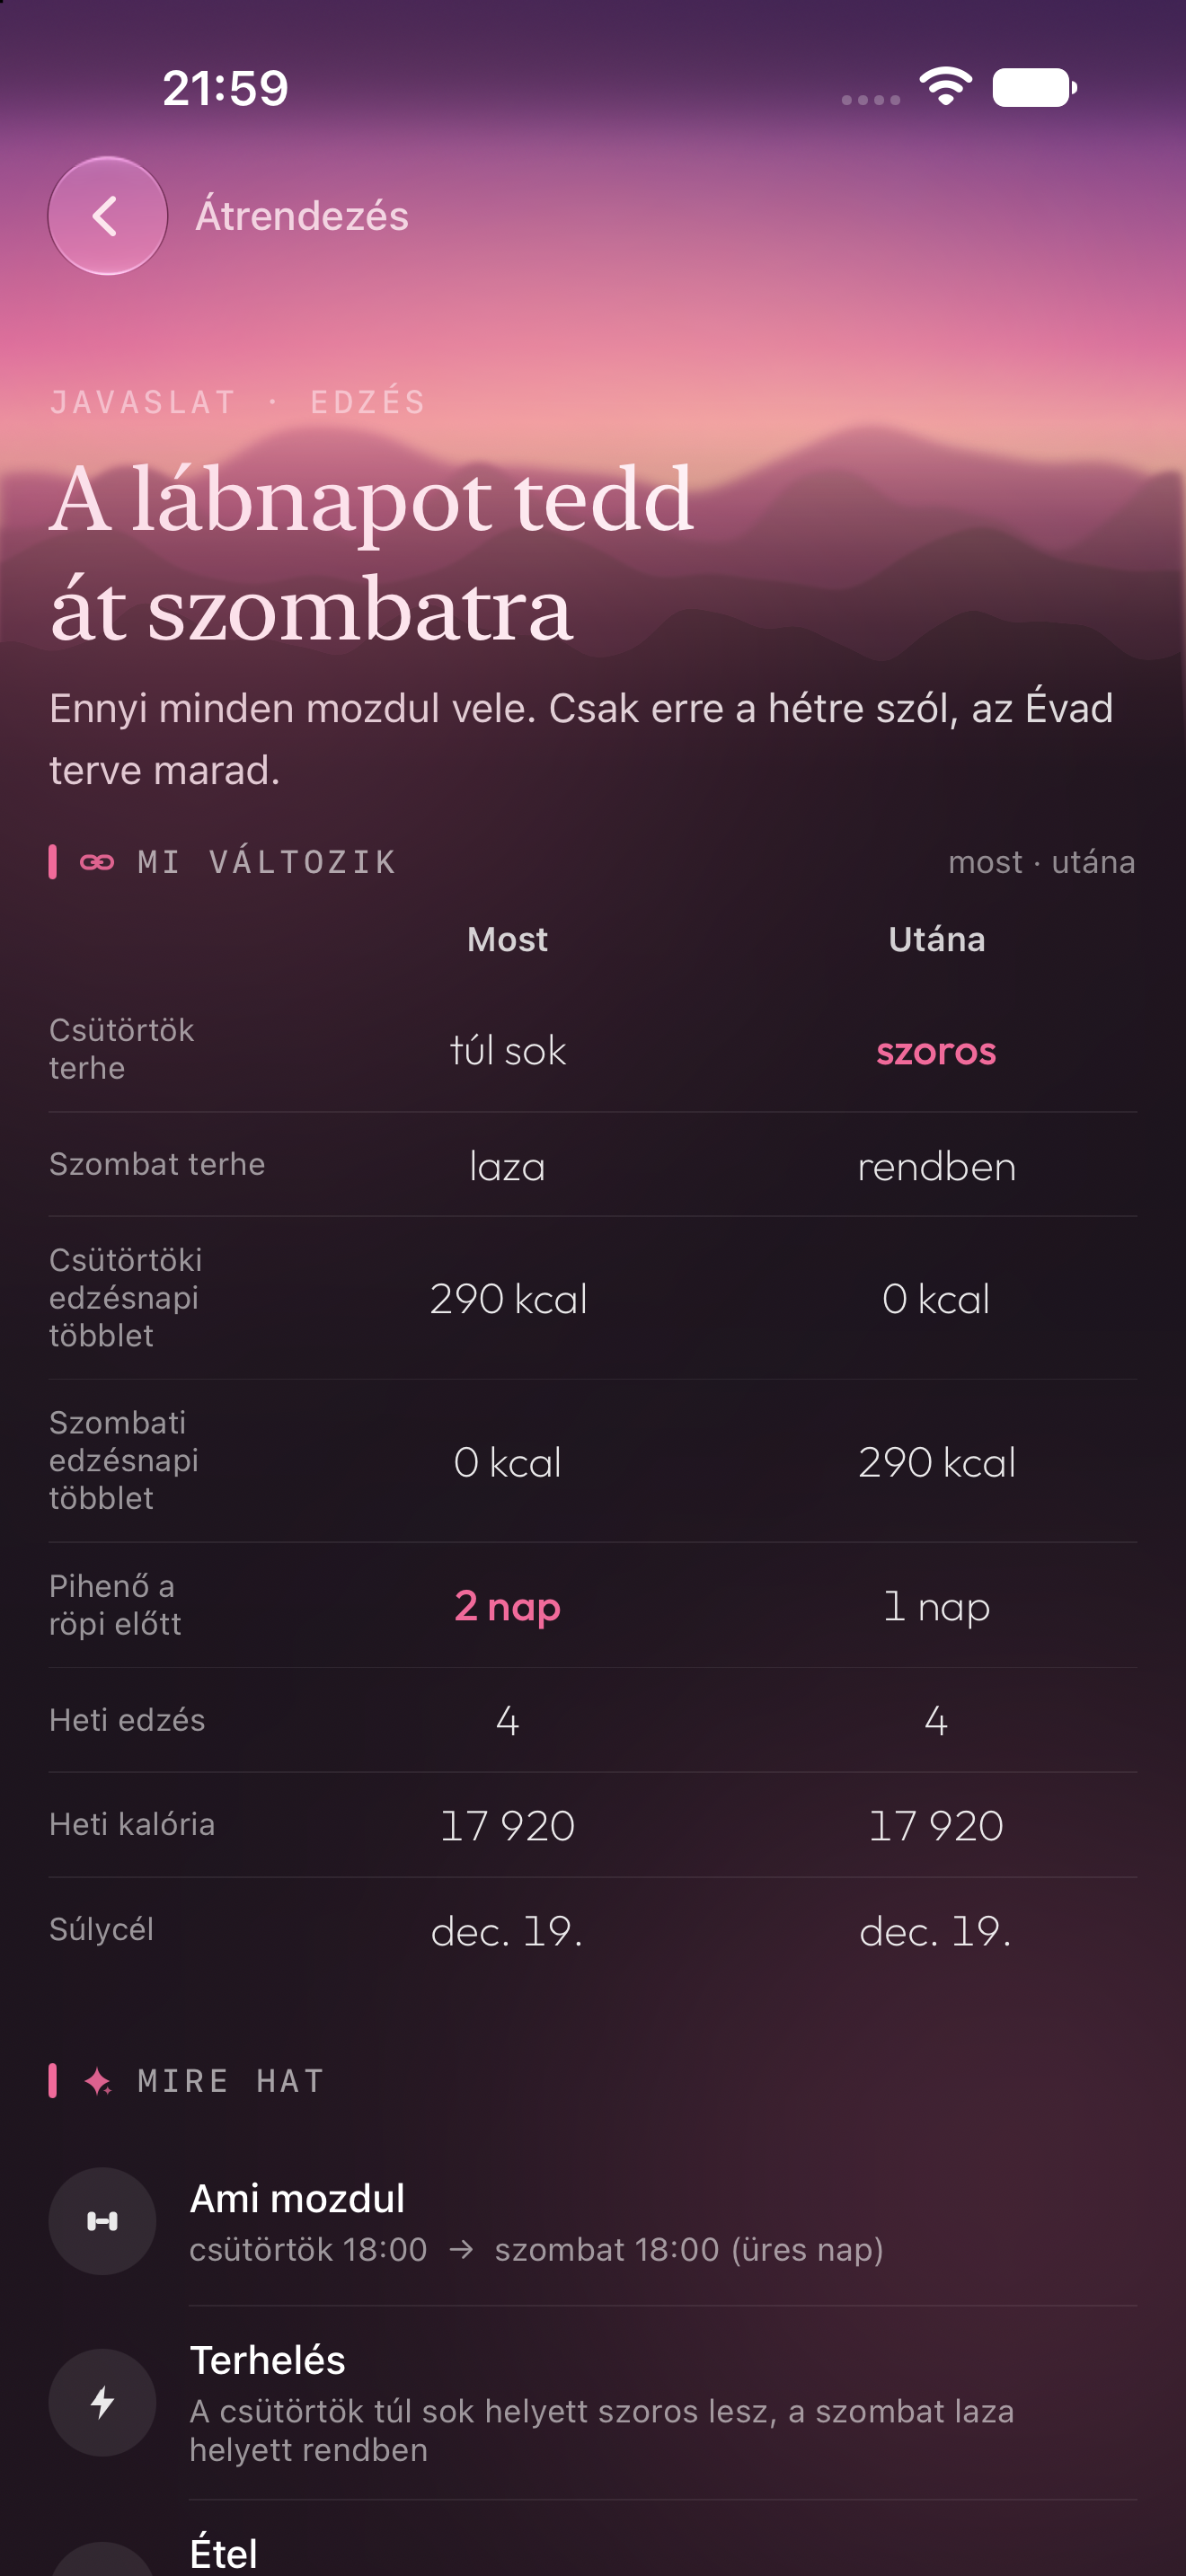 21:59
Átrendezés
JAVASLAT · EDZÉS
A lábnapot tedd
át szombatra
Ennyi minden mozdul vele. Csak erre a hétre szól, az Évad
terve marad.
MI VÁLTOZIK
most · utána
Most Utána
Csütörtök
terhe
túl sok szoros
Szombat terhe laza rendben
Csütörtöki
edzésnapi
többlet
290 kcal 0 kcal
Szombati
edzésnapi
többlet
0 kcal 290 kcal
Pihenő a
röpi előtt
2 nap 1 nap
Heti edzés 4 4
Heti kalória 17 920 17 920
Súlycél dec. 19. dec. 19.
MIRE HAT
Ami mozdul
csütörtök 18:00 → szombat 18:00 (üres nap)
Terhelés
A csütörtök túl sok helyett szoros lesz, a szombat laza
helyett rendben
Étel